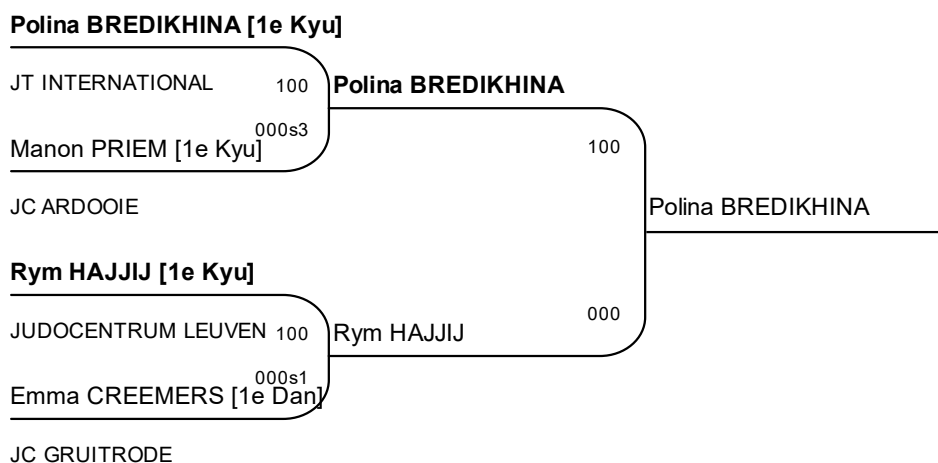 Polina BREDIKHINA [1e Kyu]
JT INTERNATIONAL
100
Polina BREDIKHINA
000s3
Manon PRIEM [1e Kyu]
100
JC ARDOOIE
Polina BREDIKHINA
Rym HAJJIJ [1e Kyu]
000
JUDOCENTRUM LEUVEN
100
Rym HAJJIJ
000s1
Emma CREEMERS [1e Dan]
JC GRUITRODE